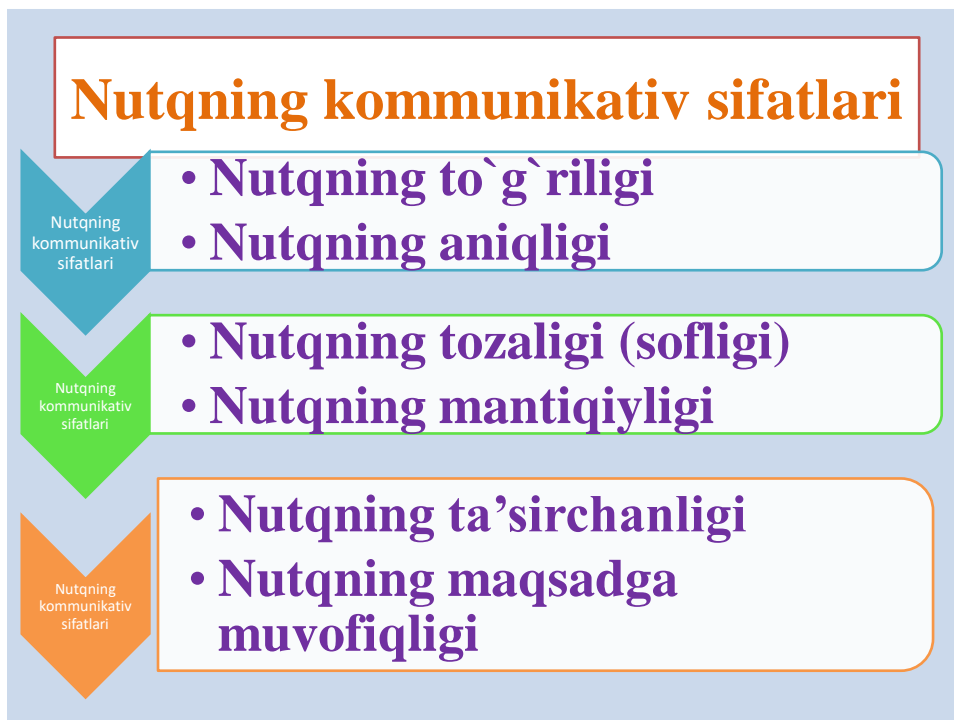 Nutqning kommunikativ sifatlari
Nutqning
kommunikativ
sifatlari
• Nutqning to`g`riligi
• Nutqning aniqligi
Nutqning
kommunikativ
sifatlari
• Nutqning tozaligi (sofligi)
• Nutqning mantiqiyligi
Nutqning
kommunikativ
sifatlari
• Nutqning ta’sirchanligi
• Nutqning maqsadga
muvofiqligi